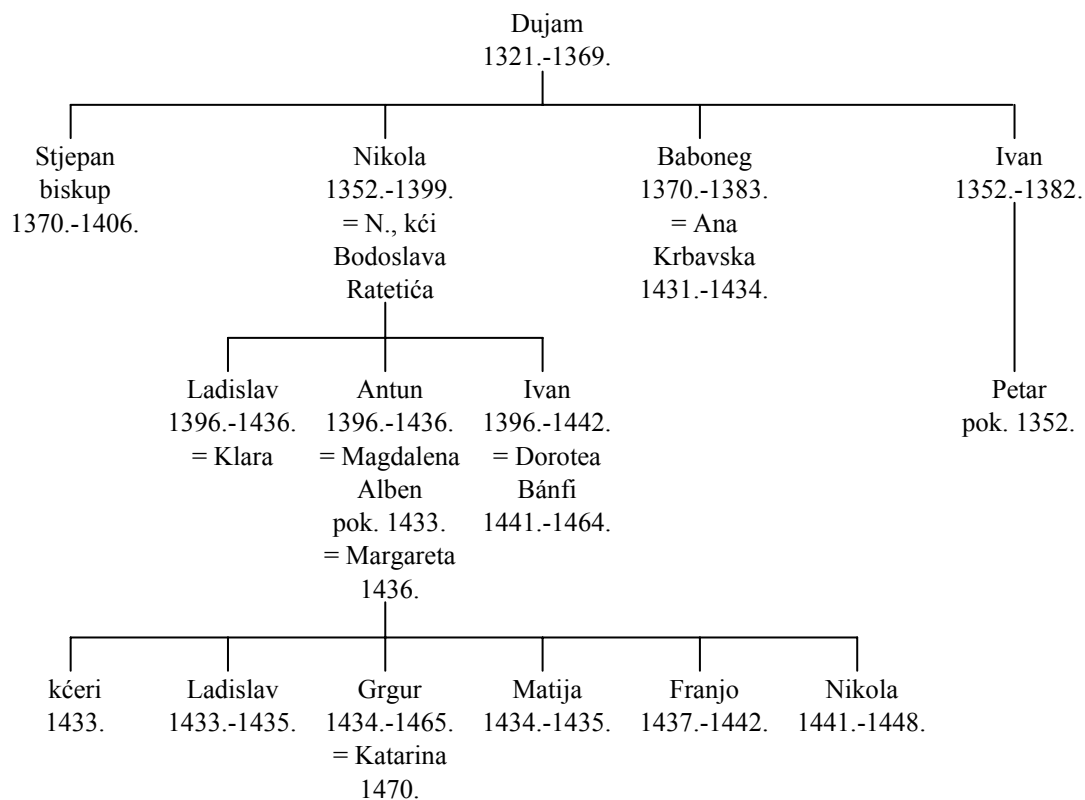 Dujam
1321.-1369.
Stjepan
biskup
1370.-1406.
Nikola
1352.-1399.
= N., kći
Bodoslava
Ratetića
Baboneg
1370.-1383.
= Ana
Krbavska
1431.-1434.
Ivan
1352.-1382.
Ladislav
1396.-1436.
= Klara
Antun
1396.-1436.
= Magdalena
Alben
pok. 1433.
= Margareta
1436.
Ivan
1396.-1442.
= Dorotea
Bánfi
1441.-1464.
Petar
pok. 1352.
kćeri
1433.
Ladislav
1433.-1435.
Grgur
1434.-1465.
= Katarina
1470.
Matija
1434.-1435.
Franjo
1437.-1442.
Nikola
1441.-1448.